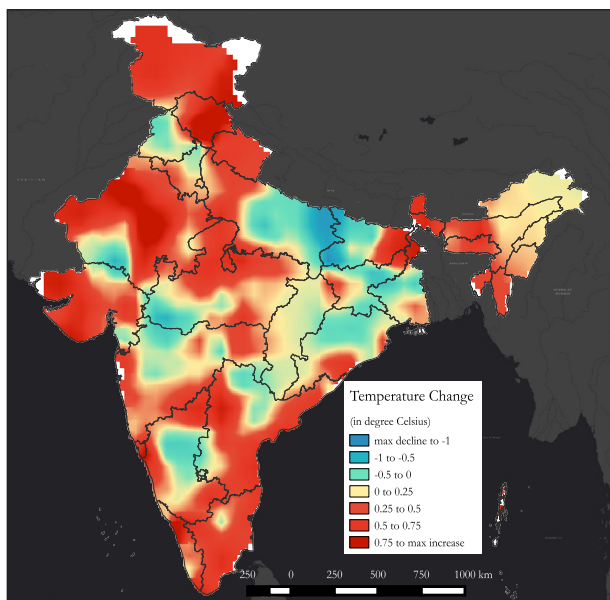 Temperature Change
(in degree Celsius)
max decline to -1
-1 to -0.5
-0.5 to 0
0 to 0.25
0.25 to 0.5
0.5 to 0.75
0.75 to max increase
250 0 250 500 750 1000 km